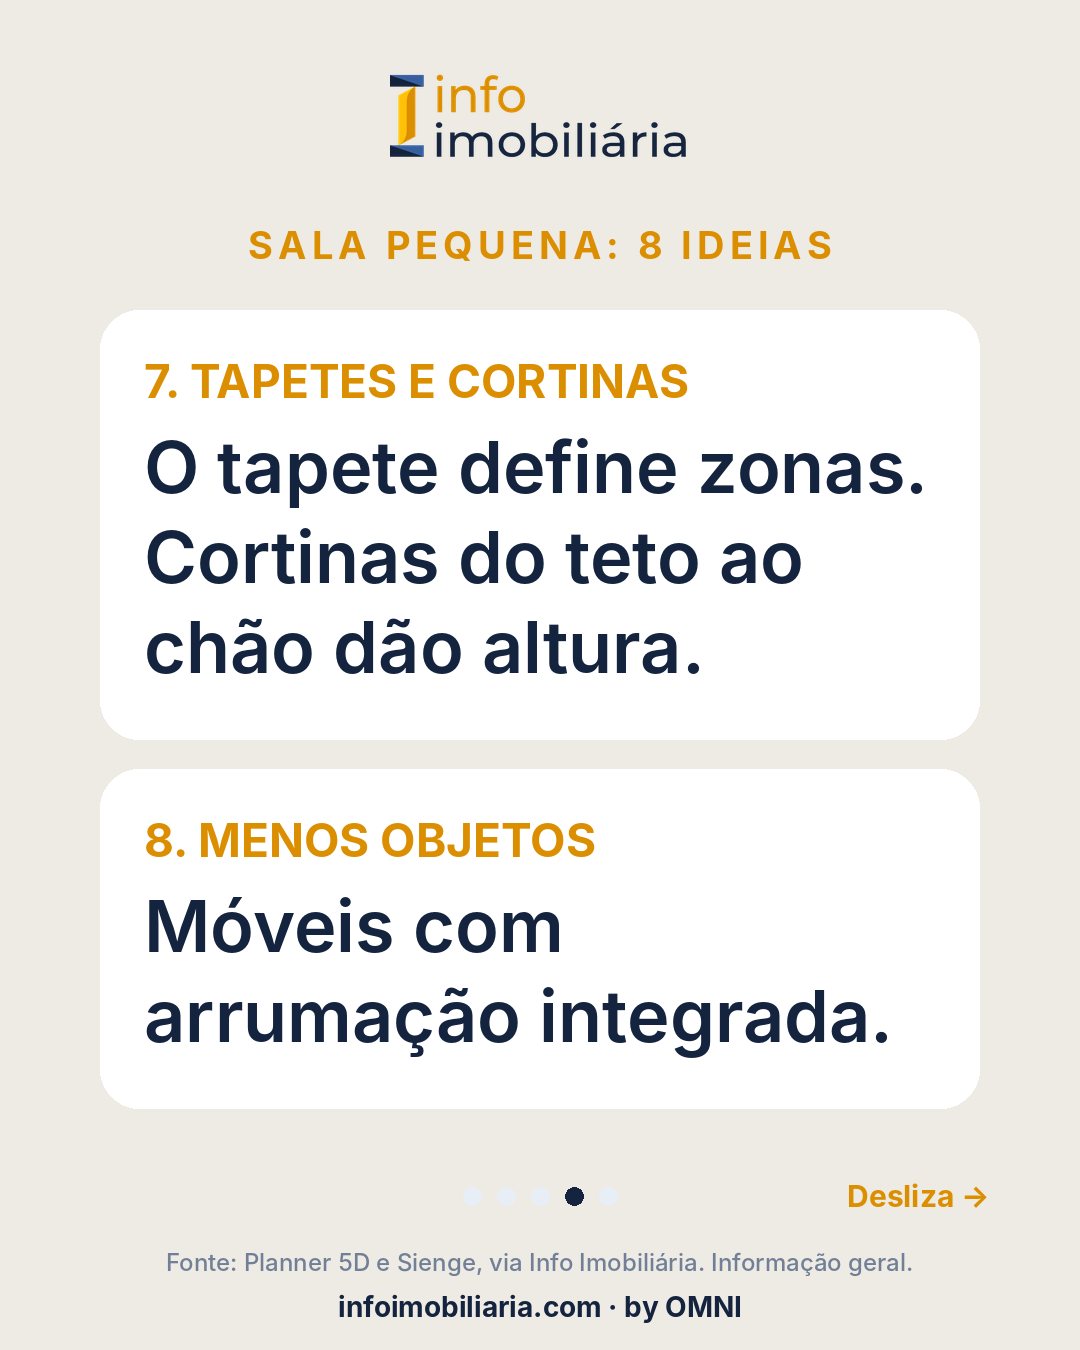 info
imobiliária
SALA PEQUENA: 8 IDEIAS
7. TAPETES E CORTINAS
O tapete define zonas.
Cortinas do teto ao
chão dão altura.
8. MENOS OBJETOS
Móveis com
arrumação integrada.
Desliza →
Fonte: Planner 5D e Sienge, via Info Imobiliária. Informação geral.
infoimobiliaria.com · by OMNI